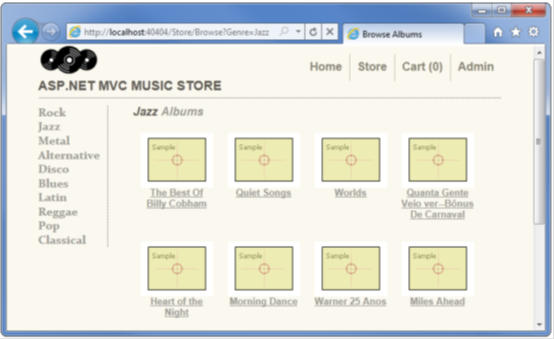 http://localhost:40404/Store/Browse?Genre=Jazz
Browse Albums
Home
Store
Cart (0)
Admin
ASP.NET MVC MUSIC STORE
Rock
Jazz
Metal
Alternative
Disco
Blues
Latin
Reggae
Pop
Classical
Jazz Albums
Sample
Sample
Sample
Sample
The Best Of
Billy Cobham
Quiet Songs
Worlds
Quanta Gente
Veio ver--Bônus
De Carnaval
Sample
Sample
Sample
Sample
Heart of the
Night
Morning Dance
Warner 25 Anos
Miles Ahead